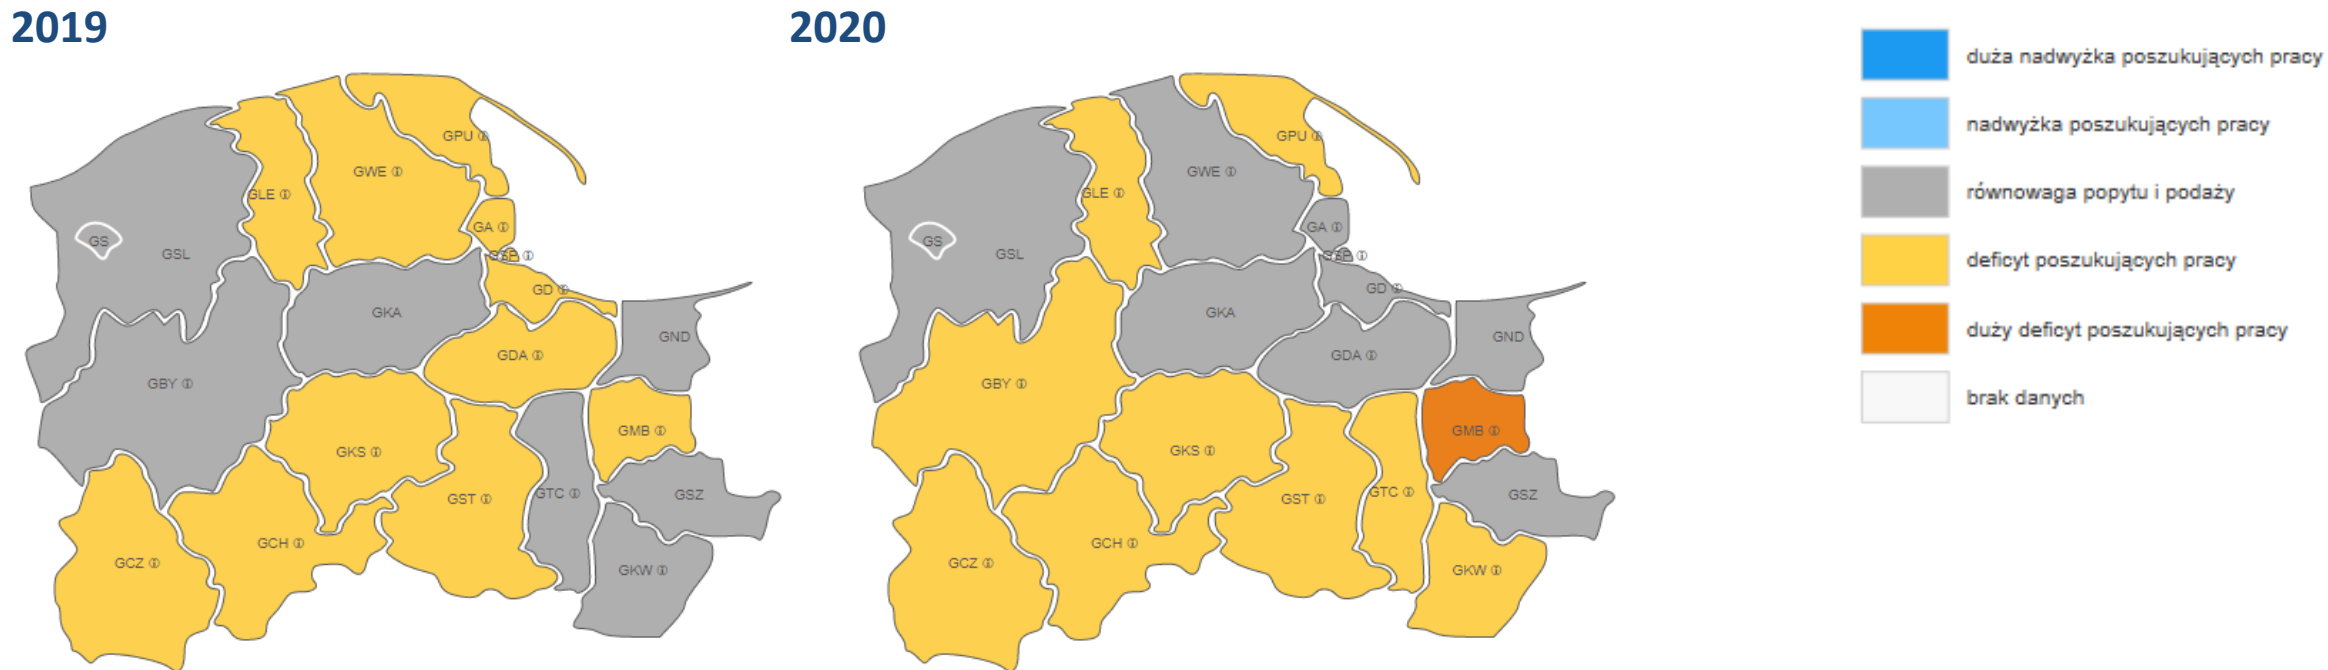 2019
2020
GPU ⓘ
GWE ⓘ
GLE ⓘ
GA ⓘ
GS
GSL
GSP ⓘ
GD ⓘ
GKA
GND
GDA ⓘ
GBY ⓘ
GMB ⓘ
GKS ⓘ
GST ⓘ
GTC ⓘ
GSZ
GCH ⓘ
GCZ ⓘ
GKW ⓘ
GPU ⓘ
GWE ⓘ
GLE ⓘ
GA ⓘ
GS
GSL
GSP ⓘ
GD ⓘ
GKA
GND
GDA ⓘ
GBY ⓘ
GMB ⓘ
GKS ⓘ
GST ⓘ
GTC ⓘ
GSZ
GCH ⓘ
GCZ ⓘ
GKW ⓘ
duża nadwyżka poszukujących pracy
nadwyżka poszukujących pracy
równowaga popytu i podaży
deficyt poszukujących pracy
duży deficyt poszukujących pracy
brak danych